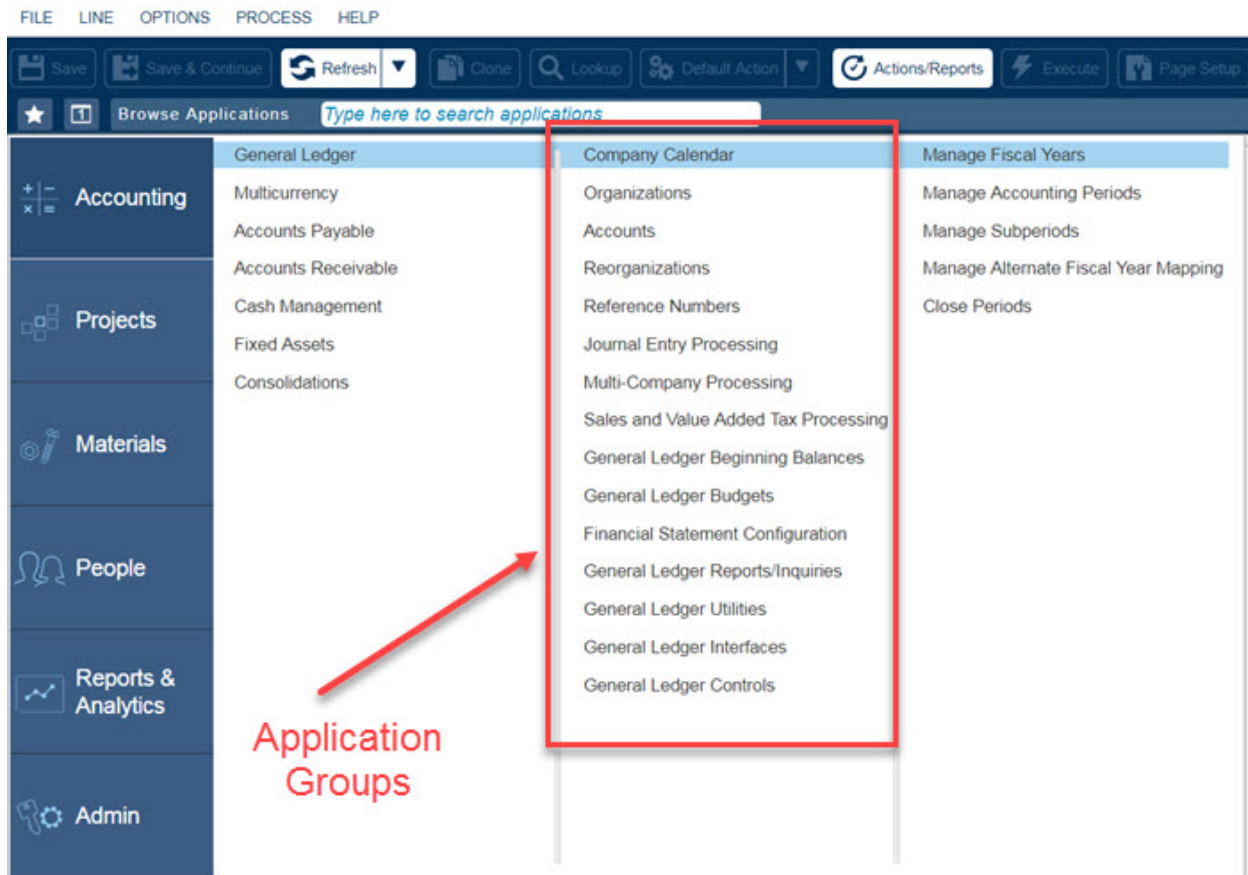 FILE LINE OPTIONS PROCESS HELP
Save Save & Continue Refresh Clone Lookup Default Action Actions/Reports Execute Page Setup
1 Browse Applications Type here to search applications
Accounting
Projects
Materials
People
Reports &
Analytics
Admin
General Ledger
Multicurrency
Accounts Payable
Accounts Receivable
Cash Management
Fixed Assets
Consolidations
Company Calendar
Organizations
Accounts
Reorganizations
Reference Numbers
Journal Entry Processing
Multi-Company Processing
Sales and Value Added Tax Processing
General Ledger Beginning Balances
General Ledger Budgets
Financial Statement Configuration
General Ledger Reports/Inquiries
General Ledger Utilities
General Ledger Interfaces
General Ledger Controls
Manage Fiscal Years
Manage Accounting Periods
Manage Subperiods
Manage Alternate Fiscal Year Mapping
Close Periods
Application
Groups